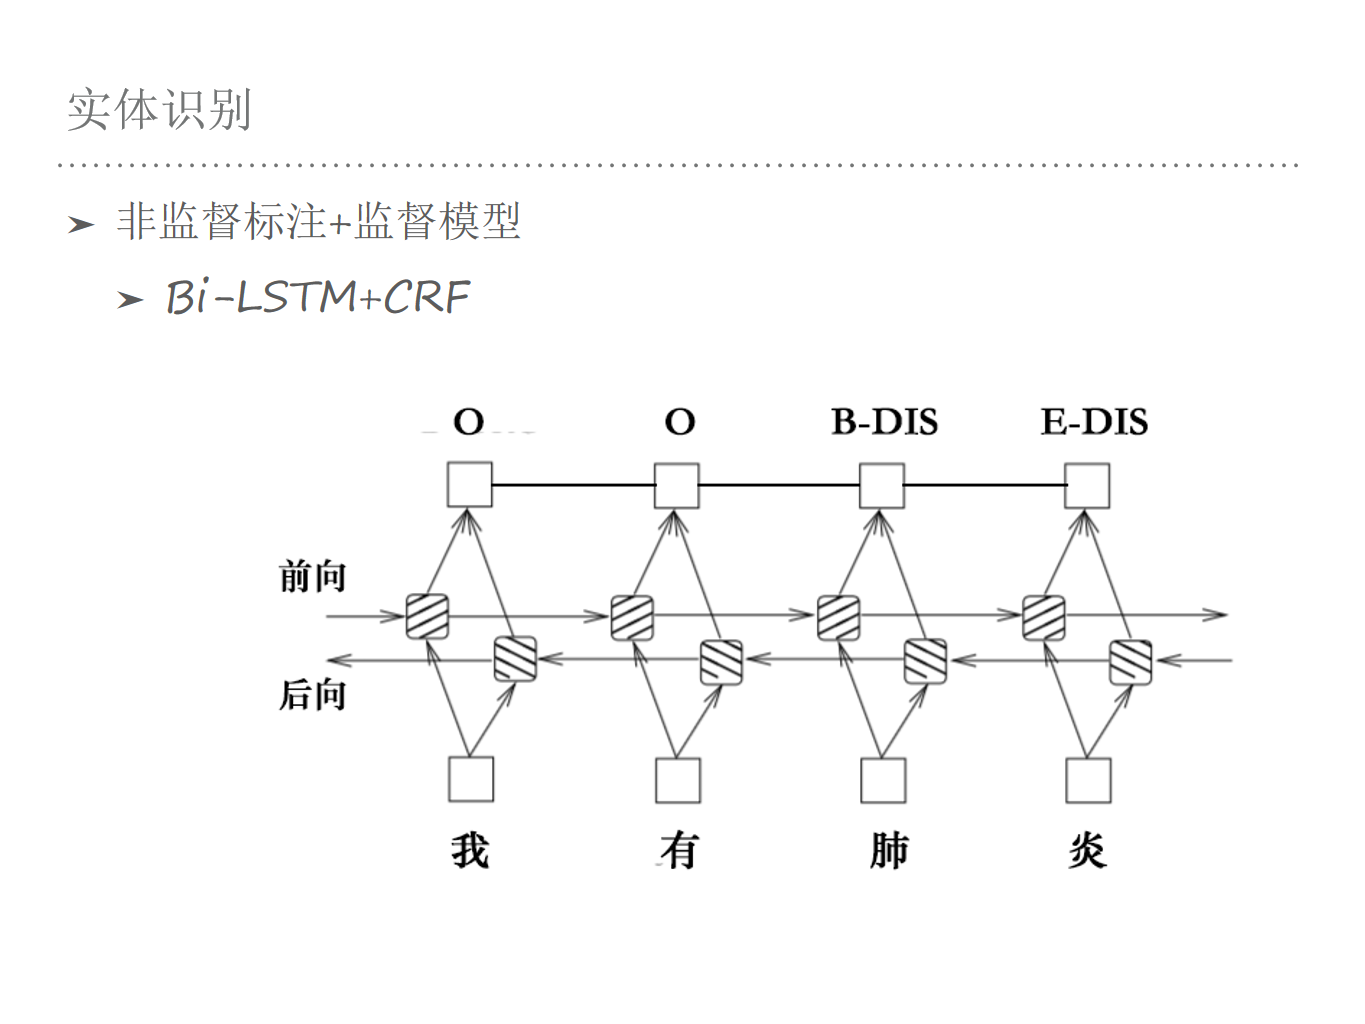 实体识别
➤ 非监督标注+监督模型
➤ Bi-LSTM+CRF
O O B-DIS E-DIS
前向
后向
我 有 肺 炎